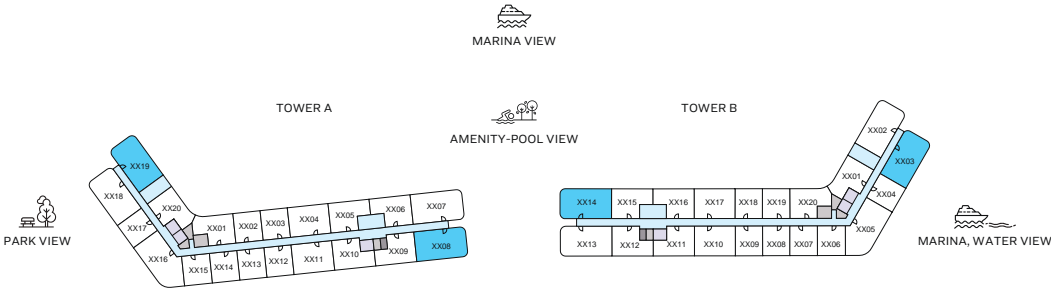 MARINA VIEW
TOWER A
TOWER B
AMENITY-POOL VIEW
PARK VIEW
MARINA, WATER VIEW
XX19
XX18
XX20
XX17
XX16
XX01
XX02
XX03
XX04
XX05
XX06
XX07
XX15
XX14
XX13
XX12
XX11
XX10
XX09
XX08
XX02
XX03
XX01
XX04
XX14
XX15
XX16
XX17
XX18
XX19
XX20
XX05
XX13
XX12
XX11
XX10
XX09
XX08
XX07
XX06